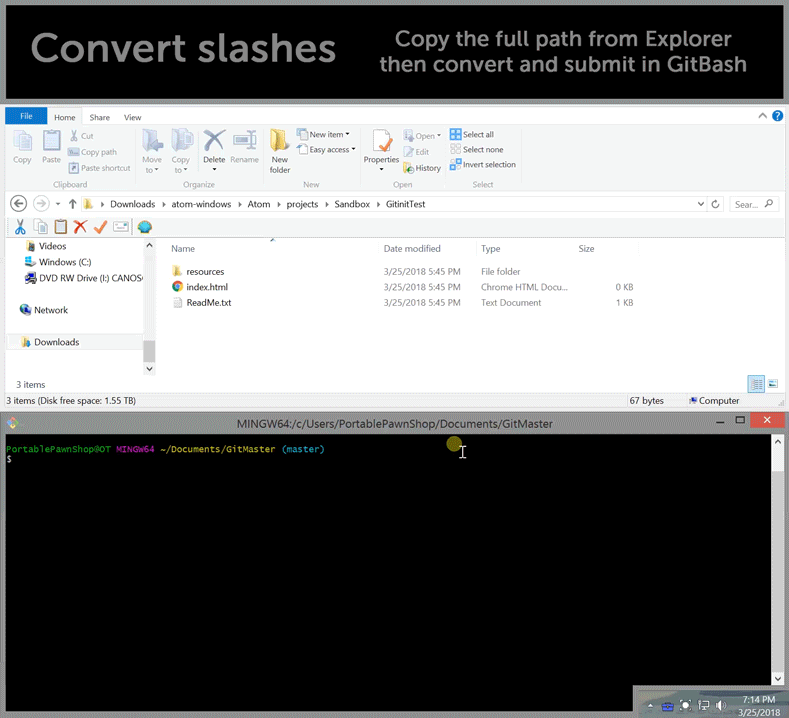 Convert slashes
Copy the full path from Explorer
then convert and submit in GitBash
File Home Share View
Copy
Paste
Cut
Copy path
Paste shortcut
Clipboard
Move to
Copy to
Delete
Rename
Organize
New folder
New item
Easy access
New
Properties
Open
Edit
History
Open
Select all
Select none
Invert selection
Select
Downloads atom-windows Atom projects Sandbox GitinitTest
Sear...
Videos
Windows (C:)
DVD RW Drive (I:) CANOS
Network
Downloads
Name Date modified Type Size
resources 3/25/2018 5:45 PM File folder
index.html 3/25/2018 5:45 PM Chrome HTML Docu... 0 KB
ReadMe.txt 3/25/2018 5:45 PM Text Document 1 KB
3 items
3 items (Disk free space: 1.55 TB) 67 bytes Computer
MINGW64:/c/Users/PortablePawnShop/Documents/GitMaster
PortablePawnShop@OT MINGW64 ~/Documents/GitMaster (master)
$
7:14 PM
3/25/2018